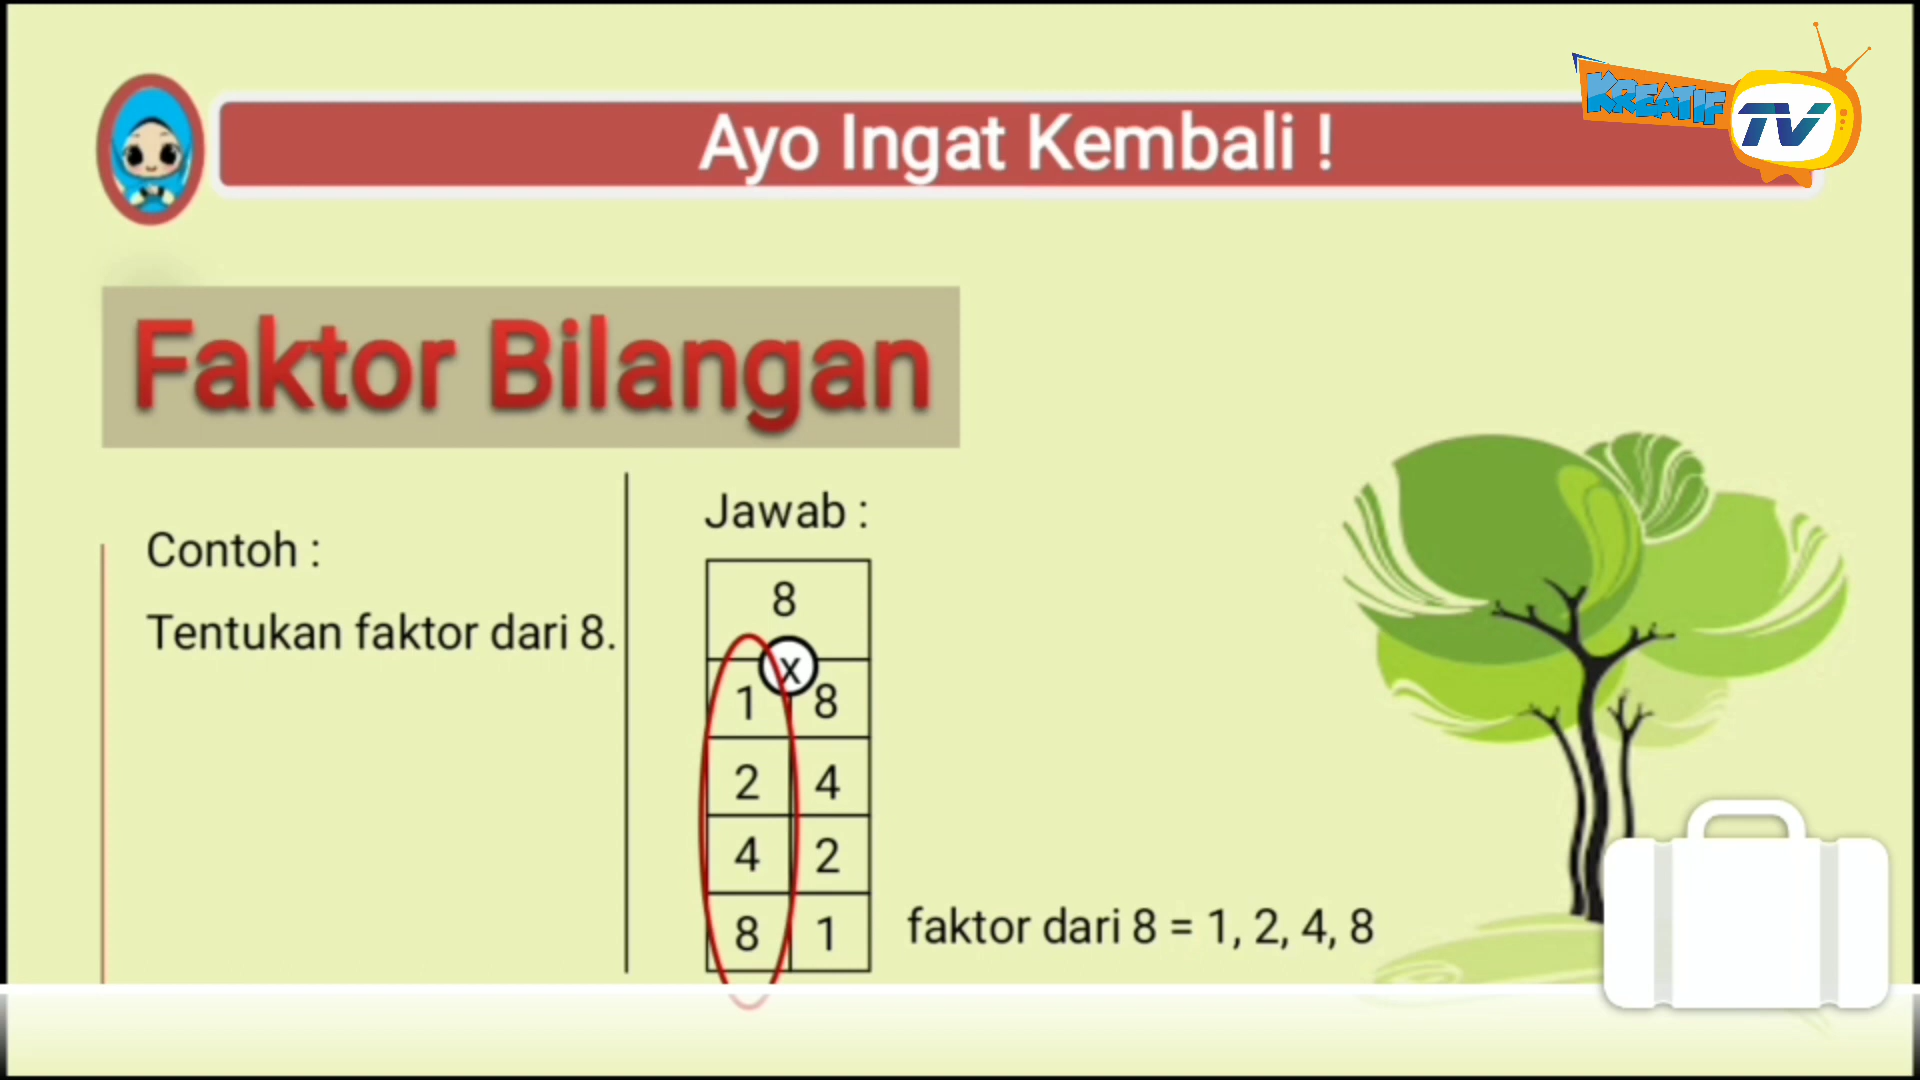 Ayo Ingat Kembali !
KREATIF TV
Faktor Bilangan
Contoh :
Tentukan faktor dari 8.
Jawab :
8
x
1 8
2 4
4 2
8 1
faktor dari 8 = 1, 2, 4, 8